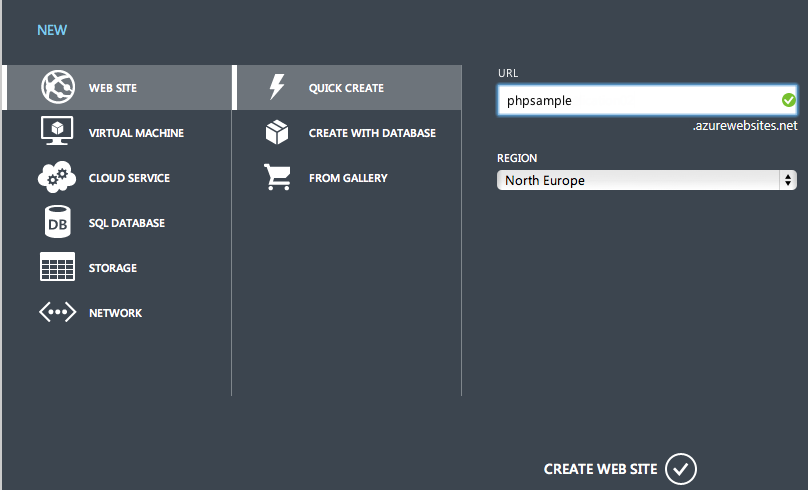 NEW
WEB SITE
VIRTUAL MACHINE
CLOUD SERVICE
DB
SQL DATABASE
STORAGE
NETWORK
QUICK CREATE
CREATE WITH DATABASE
FROM GALLERY
URL
phpsample
.azurewebsites.net
REGION
North Europe
CREATE WEB SITE